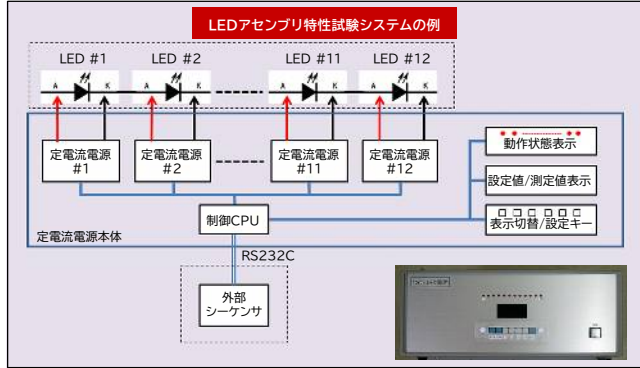 LEDアセンブリ特性試験システムの例
LED #1 LED #2 LED #11 LED #12
A K A K A K A K
定電流電源 #1
定電流電源 #2
定電流電源 #11
定電流電源 #12
動作状態表示
設定値/測定値表示
表示切替/設定キー
制御CPU
定電流電源本体
RS232C
外部
シーケンサ